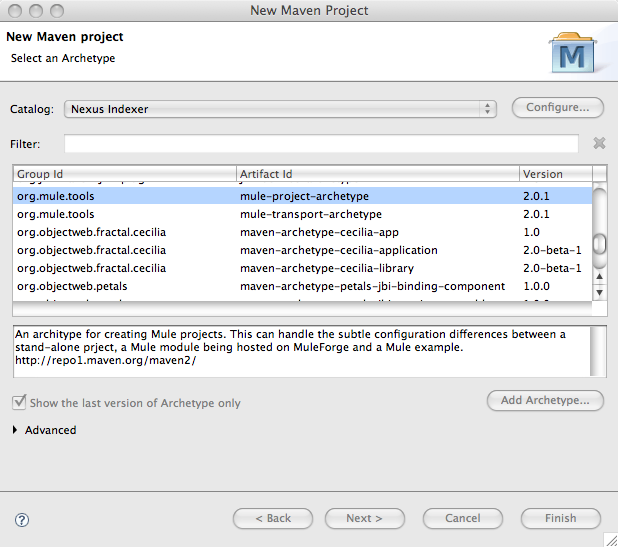 New Maven Project
New Maven project
Select an Archetype
M
Catalog: Nexus Indexer Configure...
Filter:
Group Id Artifact Id Version
org.mule.tools mule-project-archetype 2.0.1
org.mule.tools mule-transport-archetype 2.0.1
org.objectweb.fractal.cecilia maven-archetype-cecilia-app 1.0
org.objectweb.fractal.cecilia maven-archetype-cecilia-application 2.0-beta-1
org.objectweb.fractal.cecilia maven-archetype-cecilia-library 2.0-beta-1
org.objectweb.petals maven-archetype-petals-jbi-binding-component 1.0.0
An architype for creating Mule projects. This can handle the subtle configuration differences between a
stand-alone prject, a Mule module being hosted on MuleForge and a Mule example.
http://repo1.maven.org/maven2/
Show the last version of Archetype only Add Archetype...
Advanced
? < Back Next > Cancel Finish